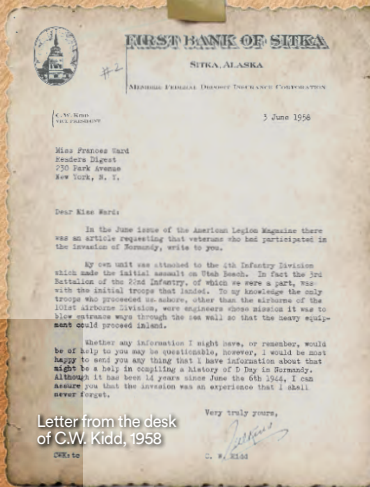 FIRST BANK OF SITKA
SITKA, ALASKA
#2
MEMBER FEDERAL DEPOSIT INSURANCE CORPORATION
C.W. KIDD
VICE PRESIDENT
3 June 1958
Miss Frances Ward
Readers Digest
230 Park Avenue
New York, N. Y.
Dear Miss Ward:
In the June issue of the American Legion Magazine there
was an article requesting that veterans who had participated in
the invasion of Normandy, write to you.
My own unit was attached to the 4th Infantry Division
which made the initial assault on Utah Beach. In fact the 3rd
Battalion of the 22nd Infantry, of which we were a part, was
with the initial troops that landed. To my knowledge the only
troops who proceeded us ashore, other than the airborne of the
101st airborne Division, were engineers whose mission it was to
blow entrance ways through the sea wall so that the heavy equip-
ment could proceed inland.
Whether any information I might have, or remember, would
be of help to you may be questionable, however, I would be most
happy to send you any thing that I have information about that
might be a help in compiling a history of D Day in Normandy.
Although it has been 14 years since June the 6th 1944, I can
assure you that the invasion was an experience that I shall
never forget.
Very truly yours,
C. W. Kidd
CWK:tc
Letter from the desk
of C.W. Kidd, 1958